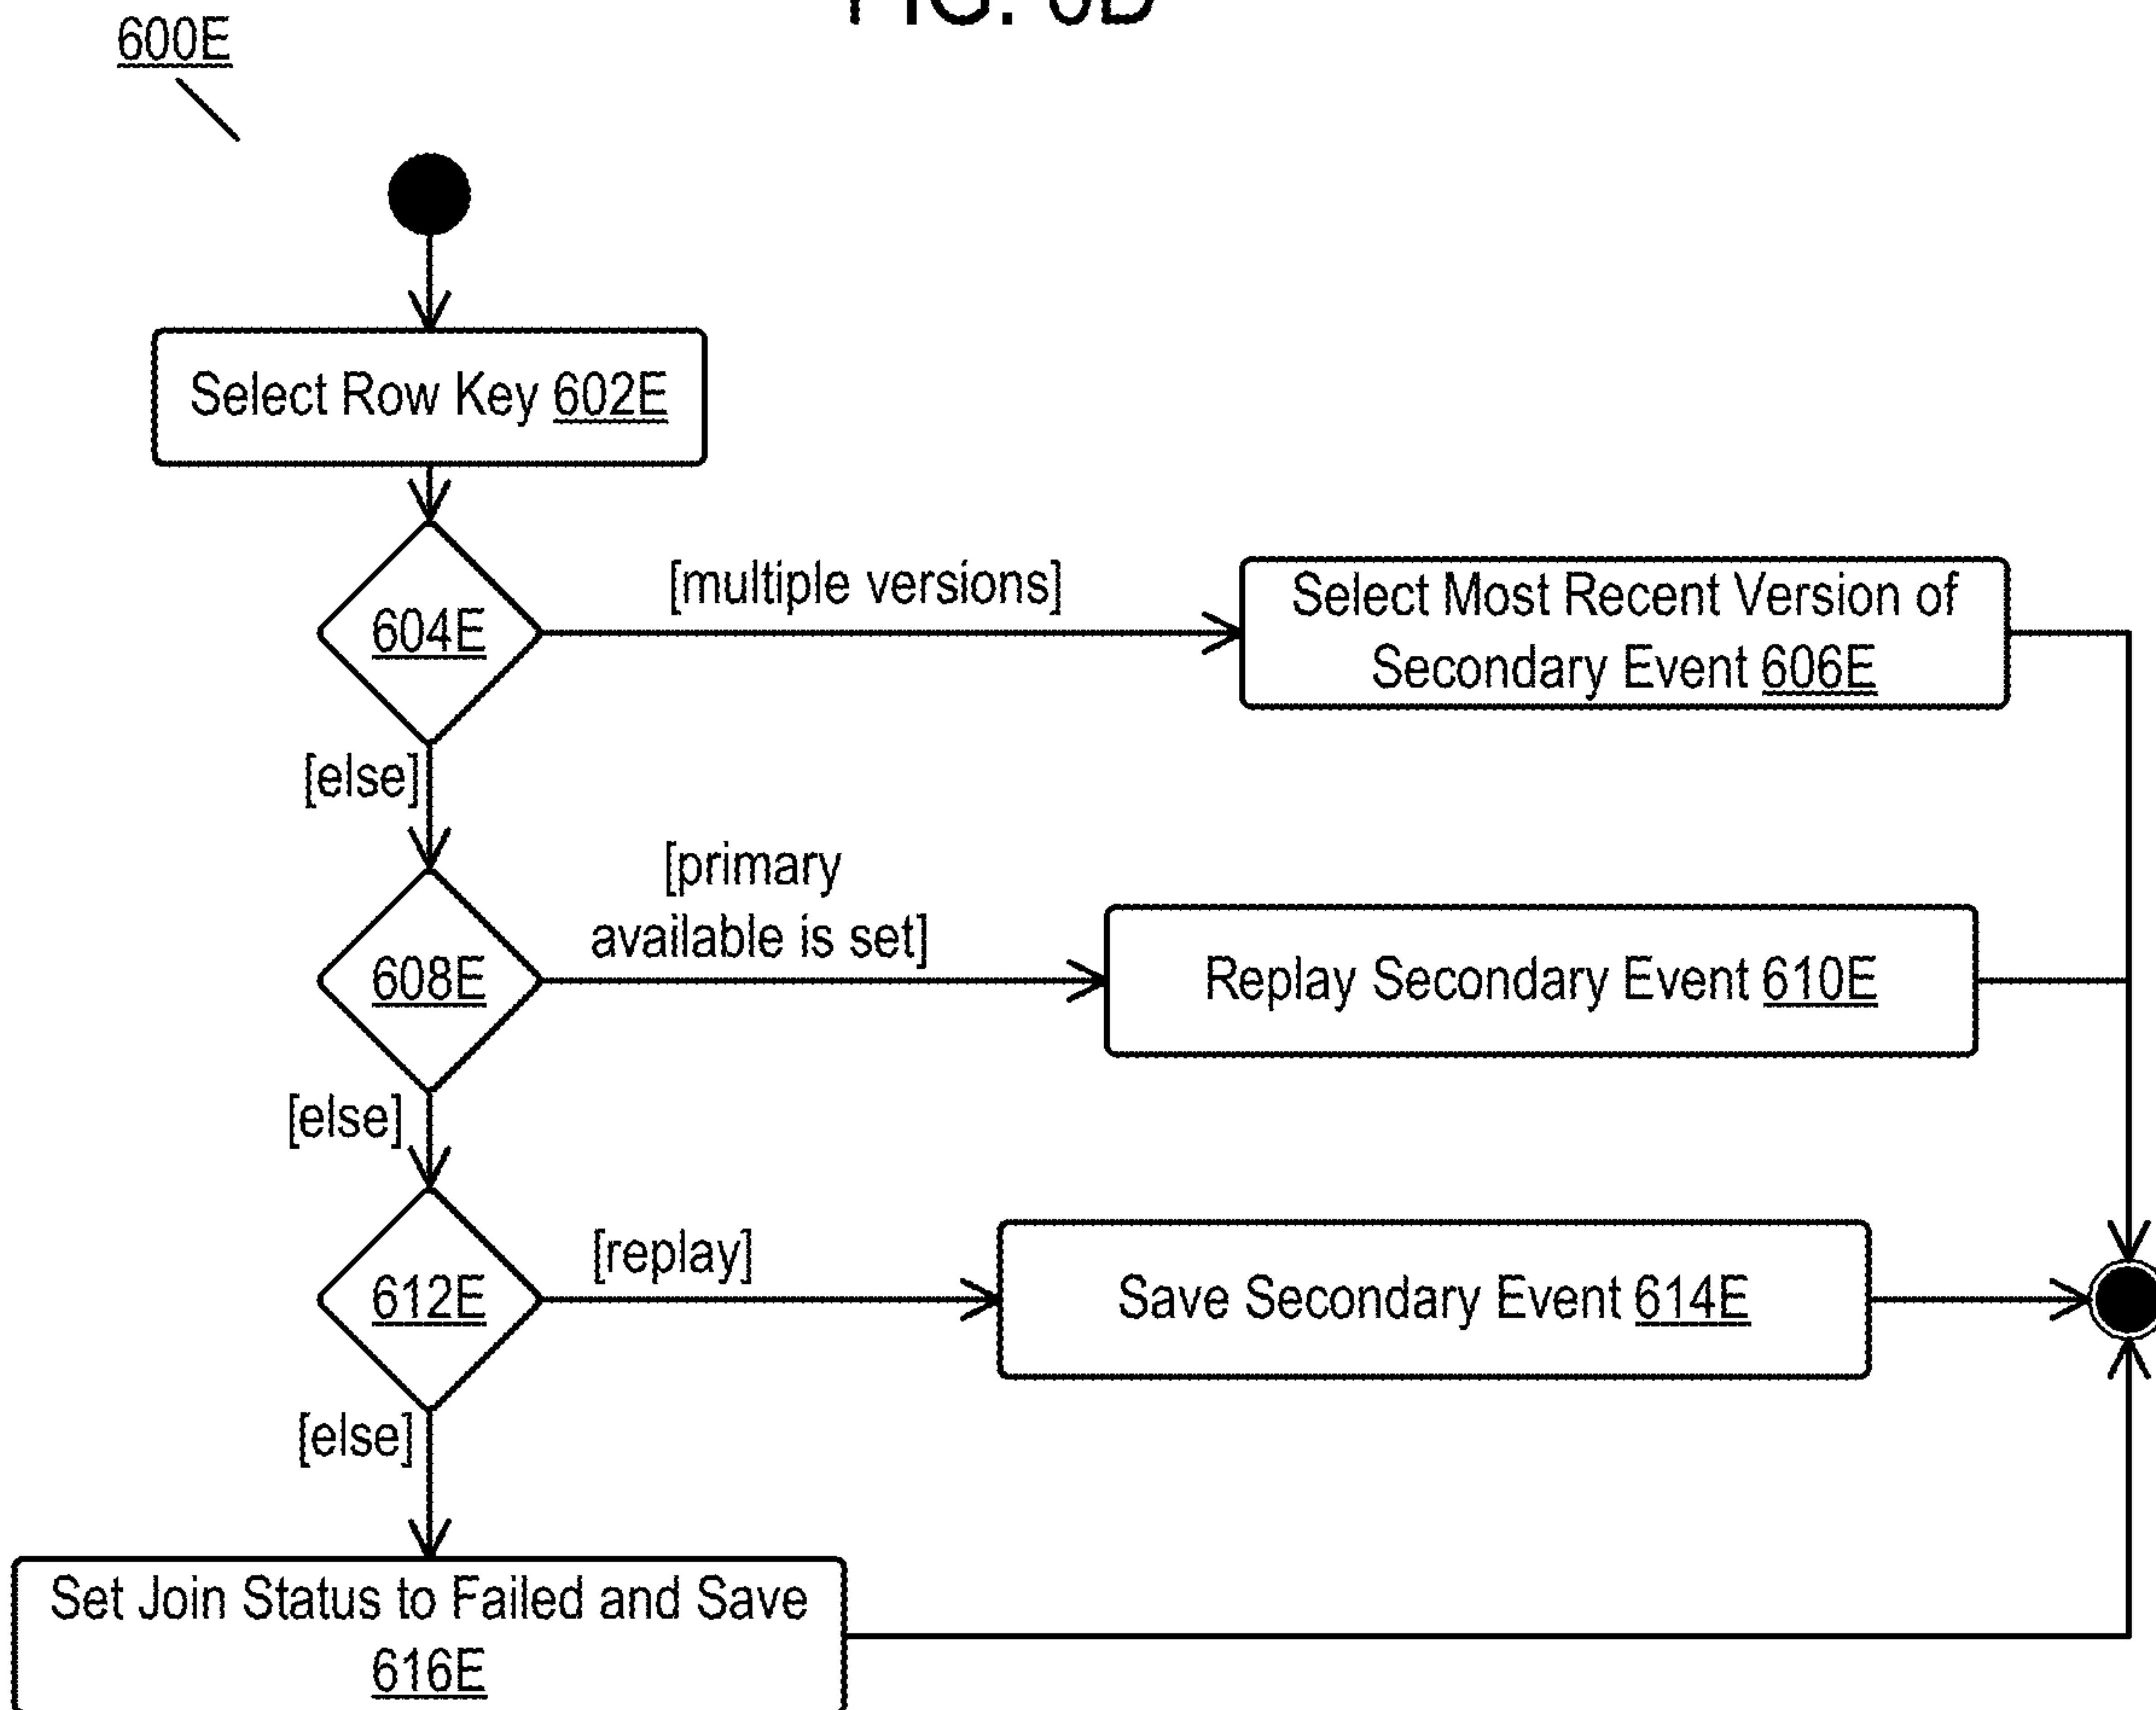 600E
Select Row Key 602E
604E
[multiple versions]
Select Most Recent Version of
Secondary Event 606E
[else]
608E
[primary
available is set]
Replay Secondary Event 610E
[else]
612E
[replay]
Save Secondary Event 614E
[else]
Set Join Status to Failed and Save
616E